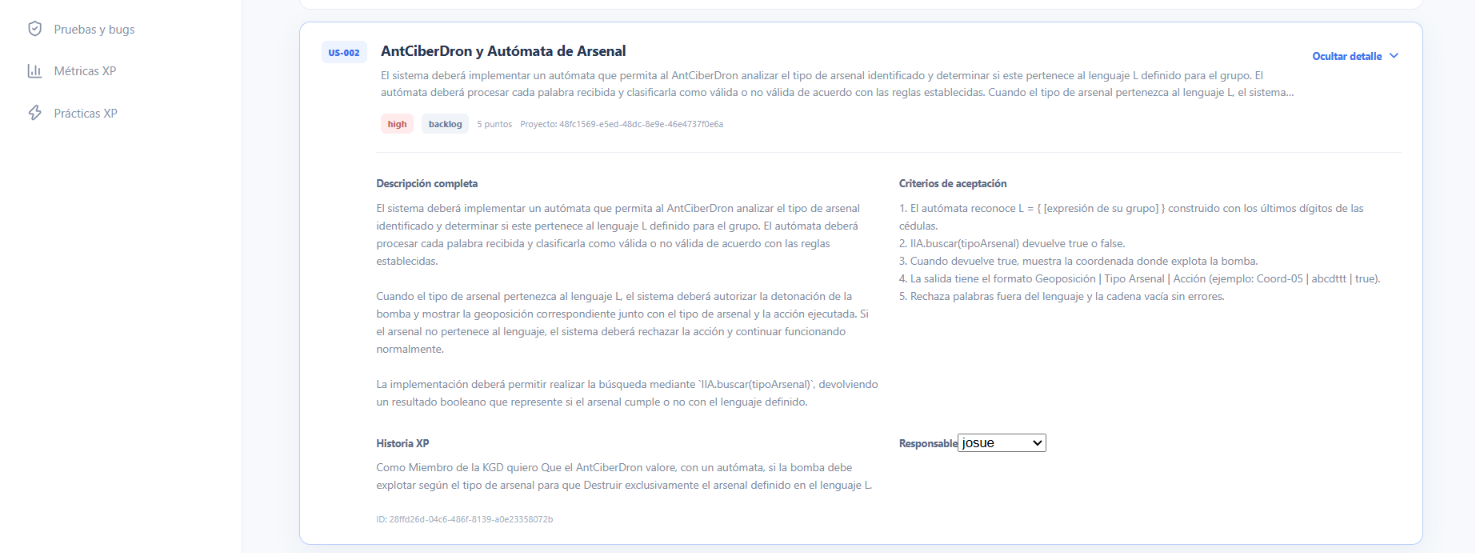 Pruebas y bugs
Métricas XP
Prácticas XP
US-002
AntCiberDron y Autómata de Arsenal
Ocultar detalle
El sistema deberá implementar un autómata que permita al AntCiberDron analizar el tipo de arsenal identificado y determinar si este pertenece al lenguaje L definido para el grupo. El
autómata deberá procesar cada palabra recibida y clasificarla como válida o no válida de acuerdo con las reglas establecidas. Cuando el tipo de arsenal pertenezca al lenguaje L, el sistema...
high
backlog
5 puntos
Proyecto: 48fc1569-e5ed-48dc-8e9e-46e4737f0e6a
Descripción completa
El sistema deberá implementar un autómata que permita al AntCiberDron analizar el tipo de arsenal
identificado y determinar si este pertenece al lenguaje L definido para el grupo. El autómata deberá
procesar cada palabra recibida y clasificarla como válida o no válida de acuerdo con las reglas
establecidas.
Cuando el tipo de arsenal pertenezca al lenguaje L, el sistema deberá autorizar la detonación de la
bomba y mostrar la geoposición correspondiente junto con el tipo de arsenal y la acción ejecutada. Si
el arsenal no pertenece al lenguaje, el sistema deberá rechazar la acción y continuar funcionando
normalmente.
La implementación deberá permitir realizar la búsqueda mediante `IIA.buscar(tipoArsenal)`, devolviendo
un resultado booleano que represente si el arsenal cumple o no con el lenguaje definido.
Criterios de aceptación
1. El autómata reconoce L = { [expresión de su grupo] } construido con los últimos dígitos de las
cédulas.
2. IIA.buscar(tipoArsenal) devuelve true o false.
3. Cuando devuelve true, muestra la coordenada donde explota la bomba.
4. La salida tiene el formato Geoposición | Tipo Arsenal | Acción (ejemplo: Coord-05 | abcdttt | true).
5. Rechaza palabras fuera del lenguaje y la cadena vacía sin errores.
Historia XP
Como Miembro de la KGD quiero Que el AntCiberDron valore, con un autómata, si la bomba debe
explotar según el tipo de arsenal para que Destruir exclusivamente el arsenal definido en el lenguaje L.
Responsable
josue
ID: 28ffd26d-04c6-486f-8139-a0e23358072b